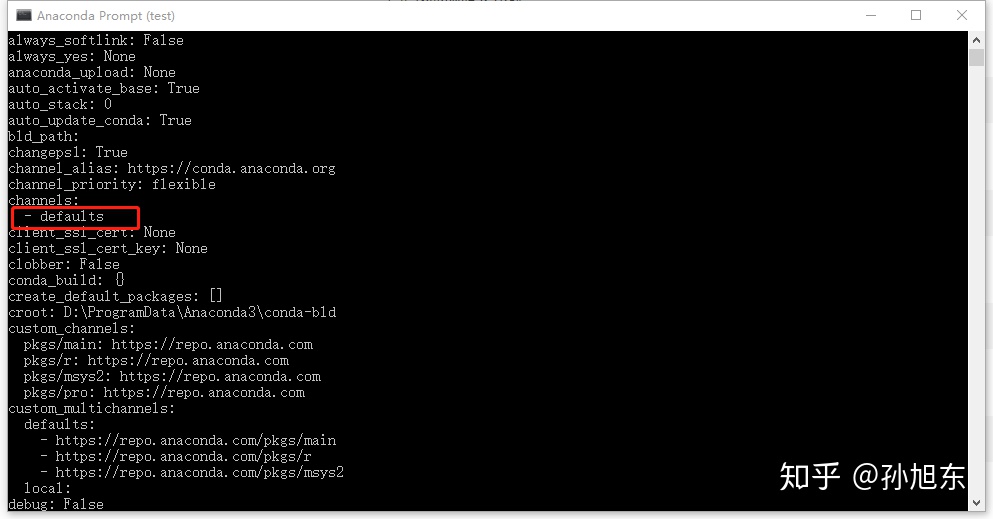 Anaconda Prompt (test)
always_softlink: False
always_yes: None
anaconda_upload: None
auto_activate_base: True
auto_stack: 0
auto_update_conda: True
bld_path:
changeps1: True
channel_alias: https://conda.anaconda.org
channel_priority: flexible
channels:
  - defaults
client_ssl_cert: None
client_ssl_cert_key: None
clobber: False
conda_build: {}
create_default_packages: []
croot: D:\ProgramData\Anaconda3\conda-bld
custom_channels:
  pkgs/main: https://repo.anaconda.com
  pkgs/r: https://repo.anaconda.com
  pkgs/msys2: https://repo.anaconda.com
  pkgs/pro: https://repo.anaconda.com
custom_multichannels:
  defaults:
    - https://repo.anaconda.com/pkgs/main
    - https://repo.anaconda.com/pkgs/r
    - https://repo.anaconda.com/pkgs/msys2
  local:
debug: False
知乎 @孙旭东